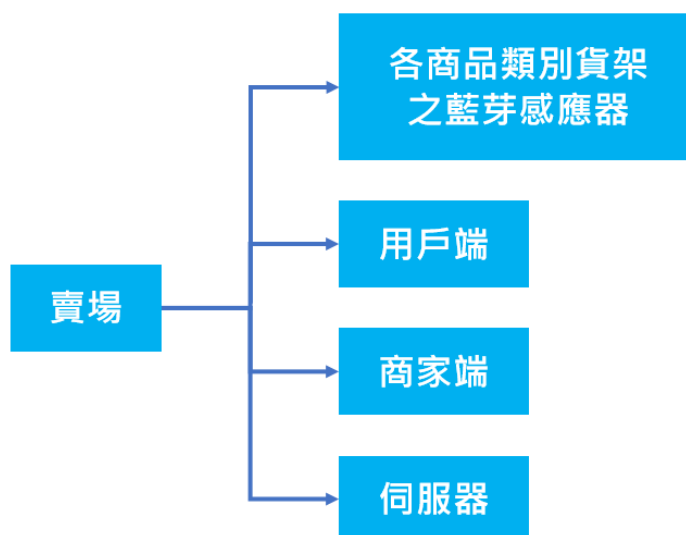 各商品類別貨架
之藍芽感應器
用戶端
賣場
商家端
伺服器